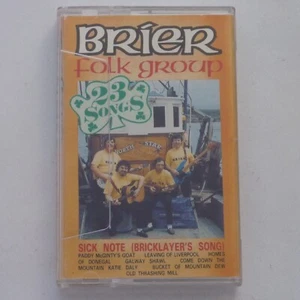 BRIER
folk group
23
SONGS
SICK NOTE (BRICKLAYER'S SONG)
PADDY McGINTY'S GOAT LEAVING OF LIVERPOOL HOMES
OF DONEGAL GALWAY SHAWL COME DOWN THE
MOUNTAIN KATIE DALY BUCKET OF MOUNTAIN DEW
OLD THRASHING MILL